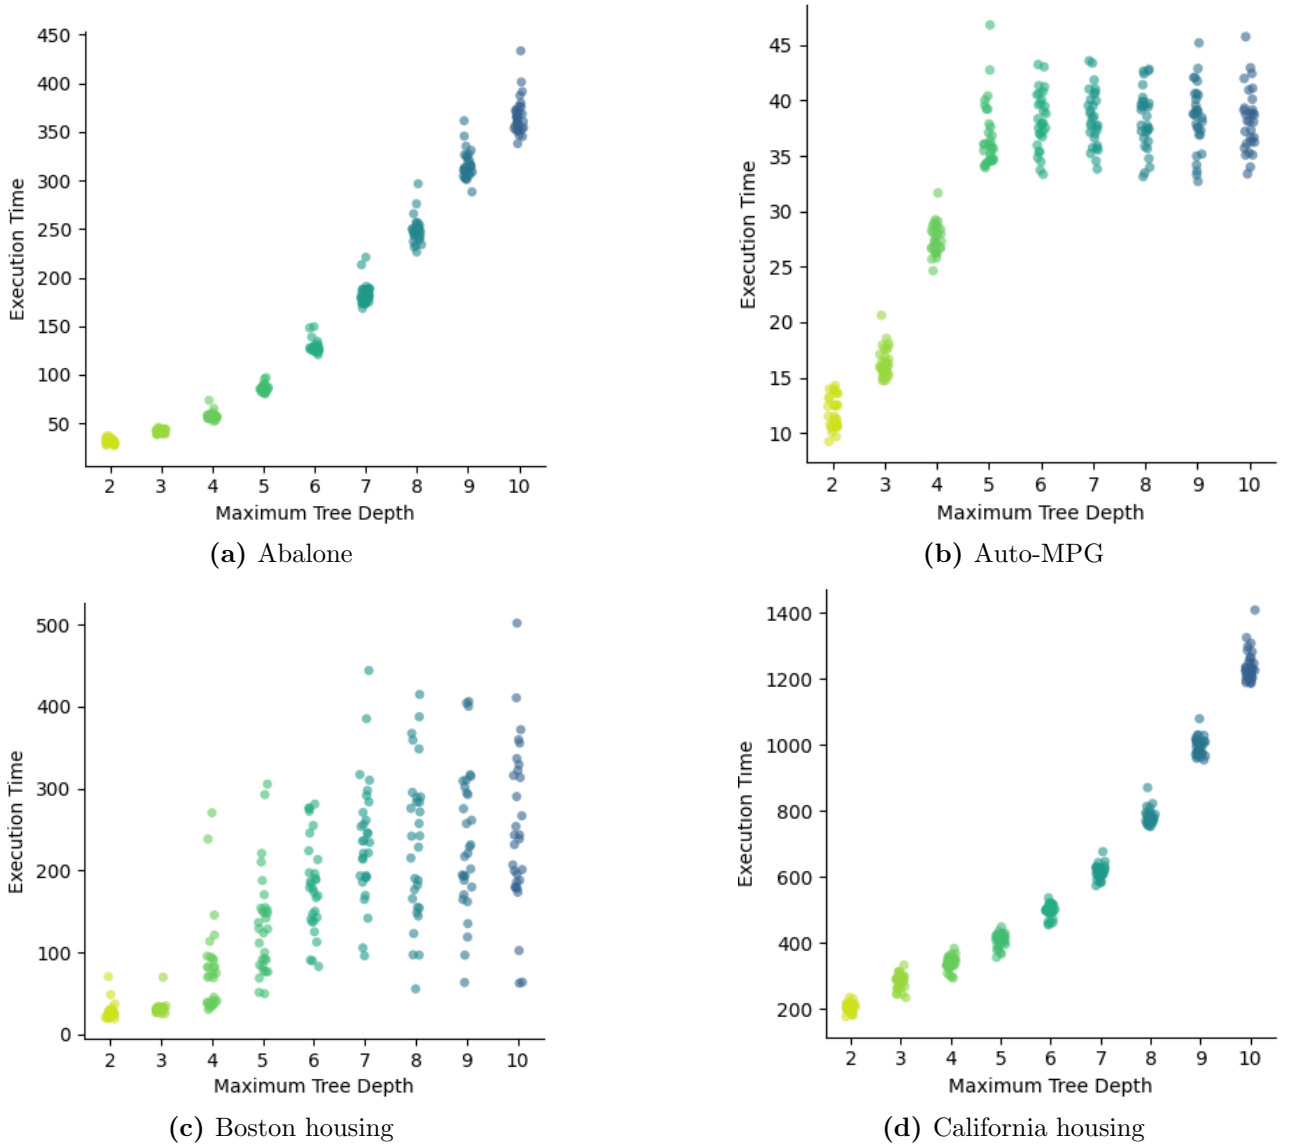 450
400
350
300
250
200
150
100
50
Execution Time
2 3 4 5 6 7 8 9 10
Maximum Tree Depth
(a) Abalone
45
40
35
30
25
20
15
10
Execution Time
2 3 4 5 6 7 8 9 10
Maximum Tree Depth
(b) Auto-MPG
500
400
300
200
100
0
Execution Time
2 3 4 5 6 7 8 9 10
Maximum Tree Depth
(c) Boston housing
1400
1200
1000
800
600
400
200
Execution Time
2 3 4 5 6 7 8 9 10
Maximum Tree Depth
(d) California housing